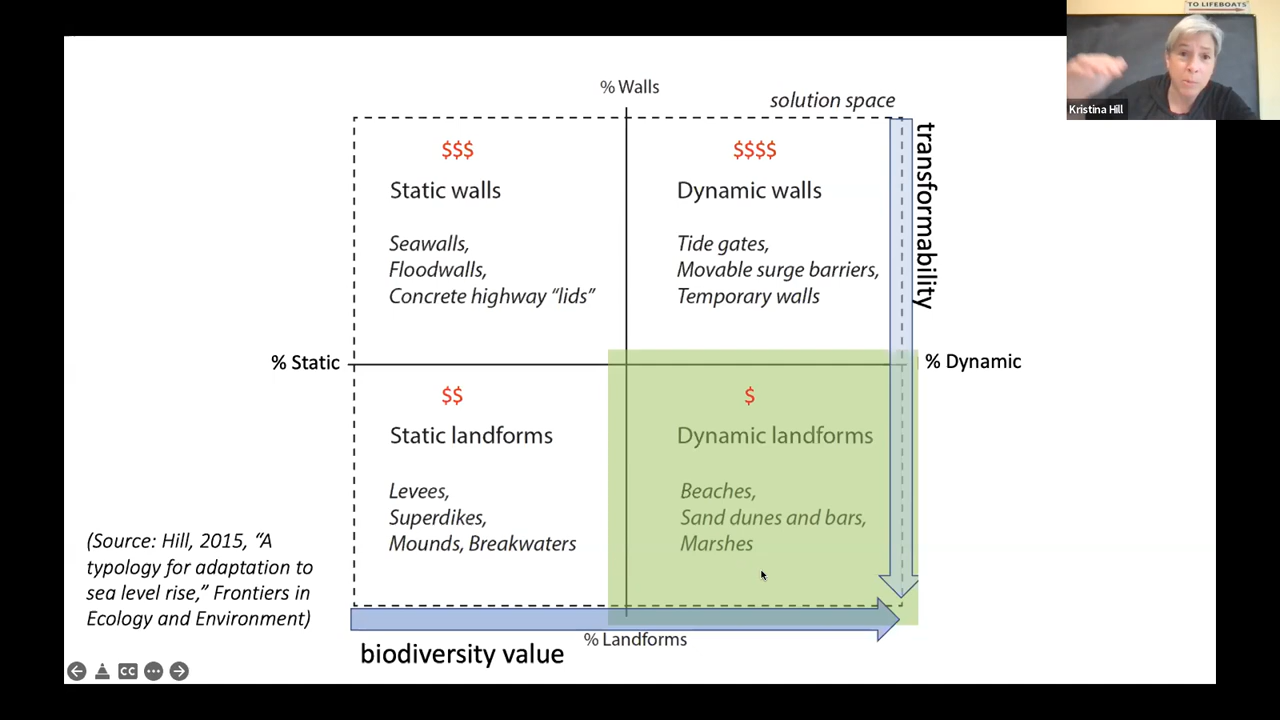 TO LIFEBOATS
Kristina Hill
% Walls
solution space
transformability
$$$
Static walls
Seawalls,
Floodwalls,
Concrete highway “lids”
$$$$
Dynamic walls
Tide gates,
Movable surge barriers,
Temporary walls
% Static
% Dynamic
$$
Static landforms
Levees,
Superdikes,
Mounds, Breakwaters
$
Dynamic landforms
Beaches,
Sand dunes and bars,
Marshes
(Source: Hill, 2015, “A
typology for adaptation to
sea level rise,” Frontiers in
Ecology and Environment)
% Landforms
biodiversity value
CC